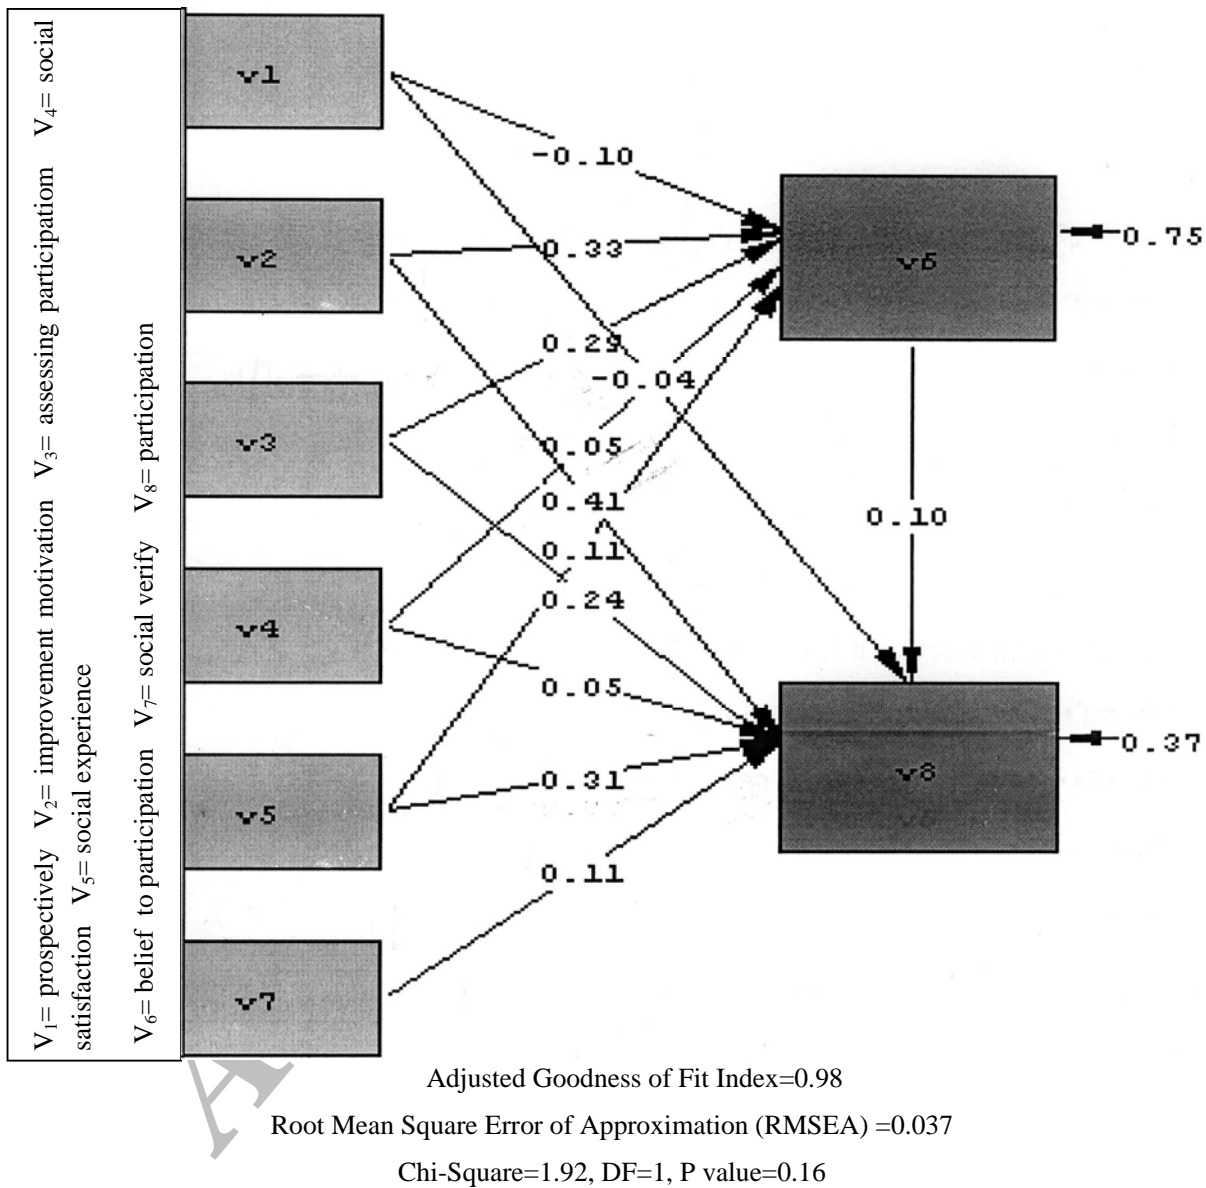 V1= prospectively V2= improvement motivation V3= assessing participatiom V4= social
satisfaction V5= social experience
V6= belief to participation V7= social verify V8= participation
v1
v2
v3
v4
v5
v7
-0.10
0.33
0.29
-0.04
0.05
0.41
0.11
0.24
0.05
0.31
0.11
v6
0.75
0.10
v8
0.37
A
Adjusted Goodness of Fit Index=0.98
Root Mean Square Error of Approximation (RMSEA) =0.037
Chi-Square=1.92, DF=1, P value=0.16